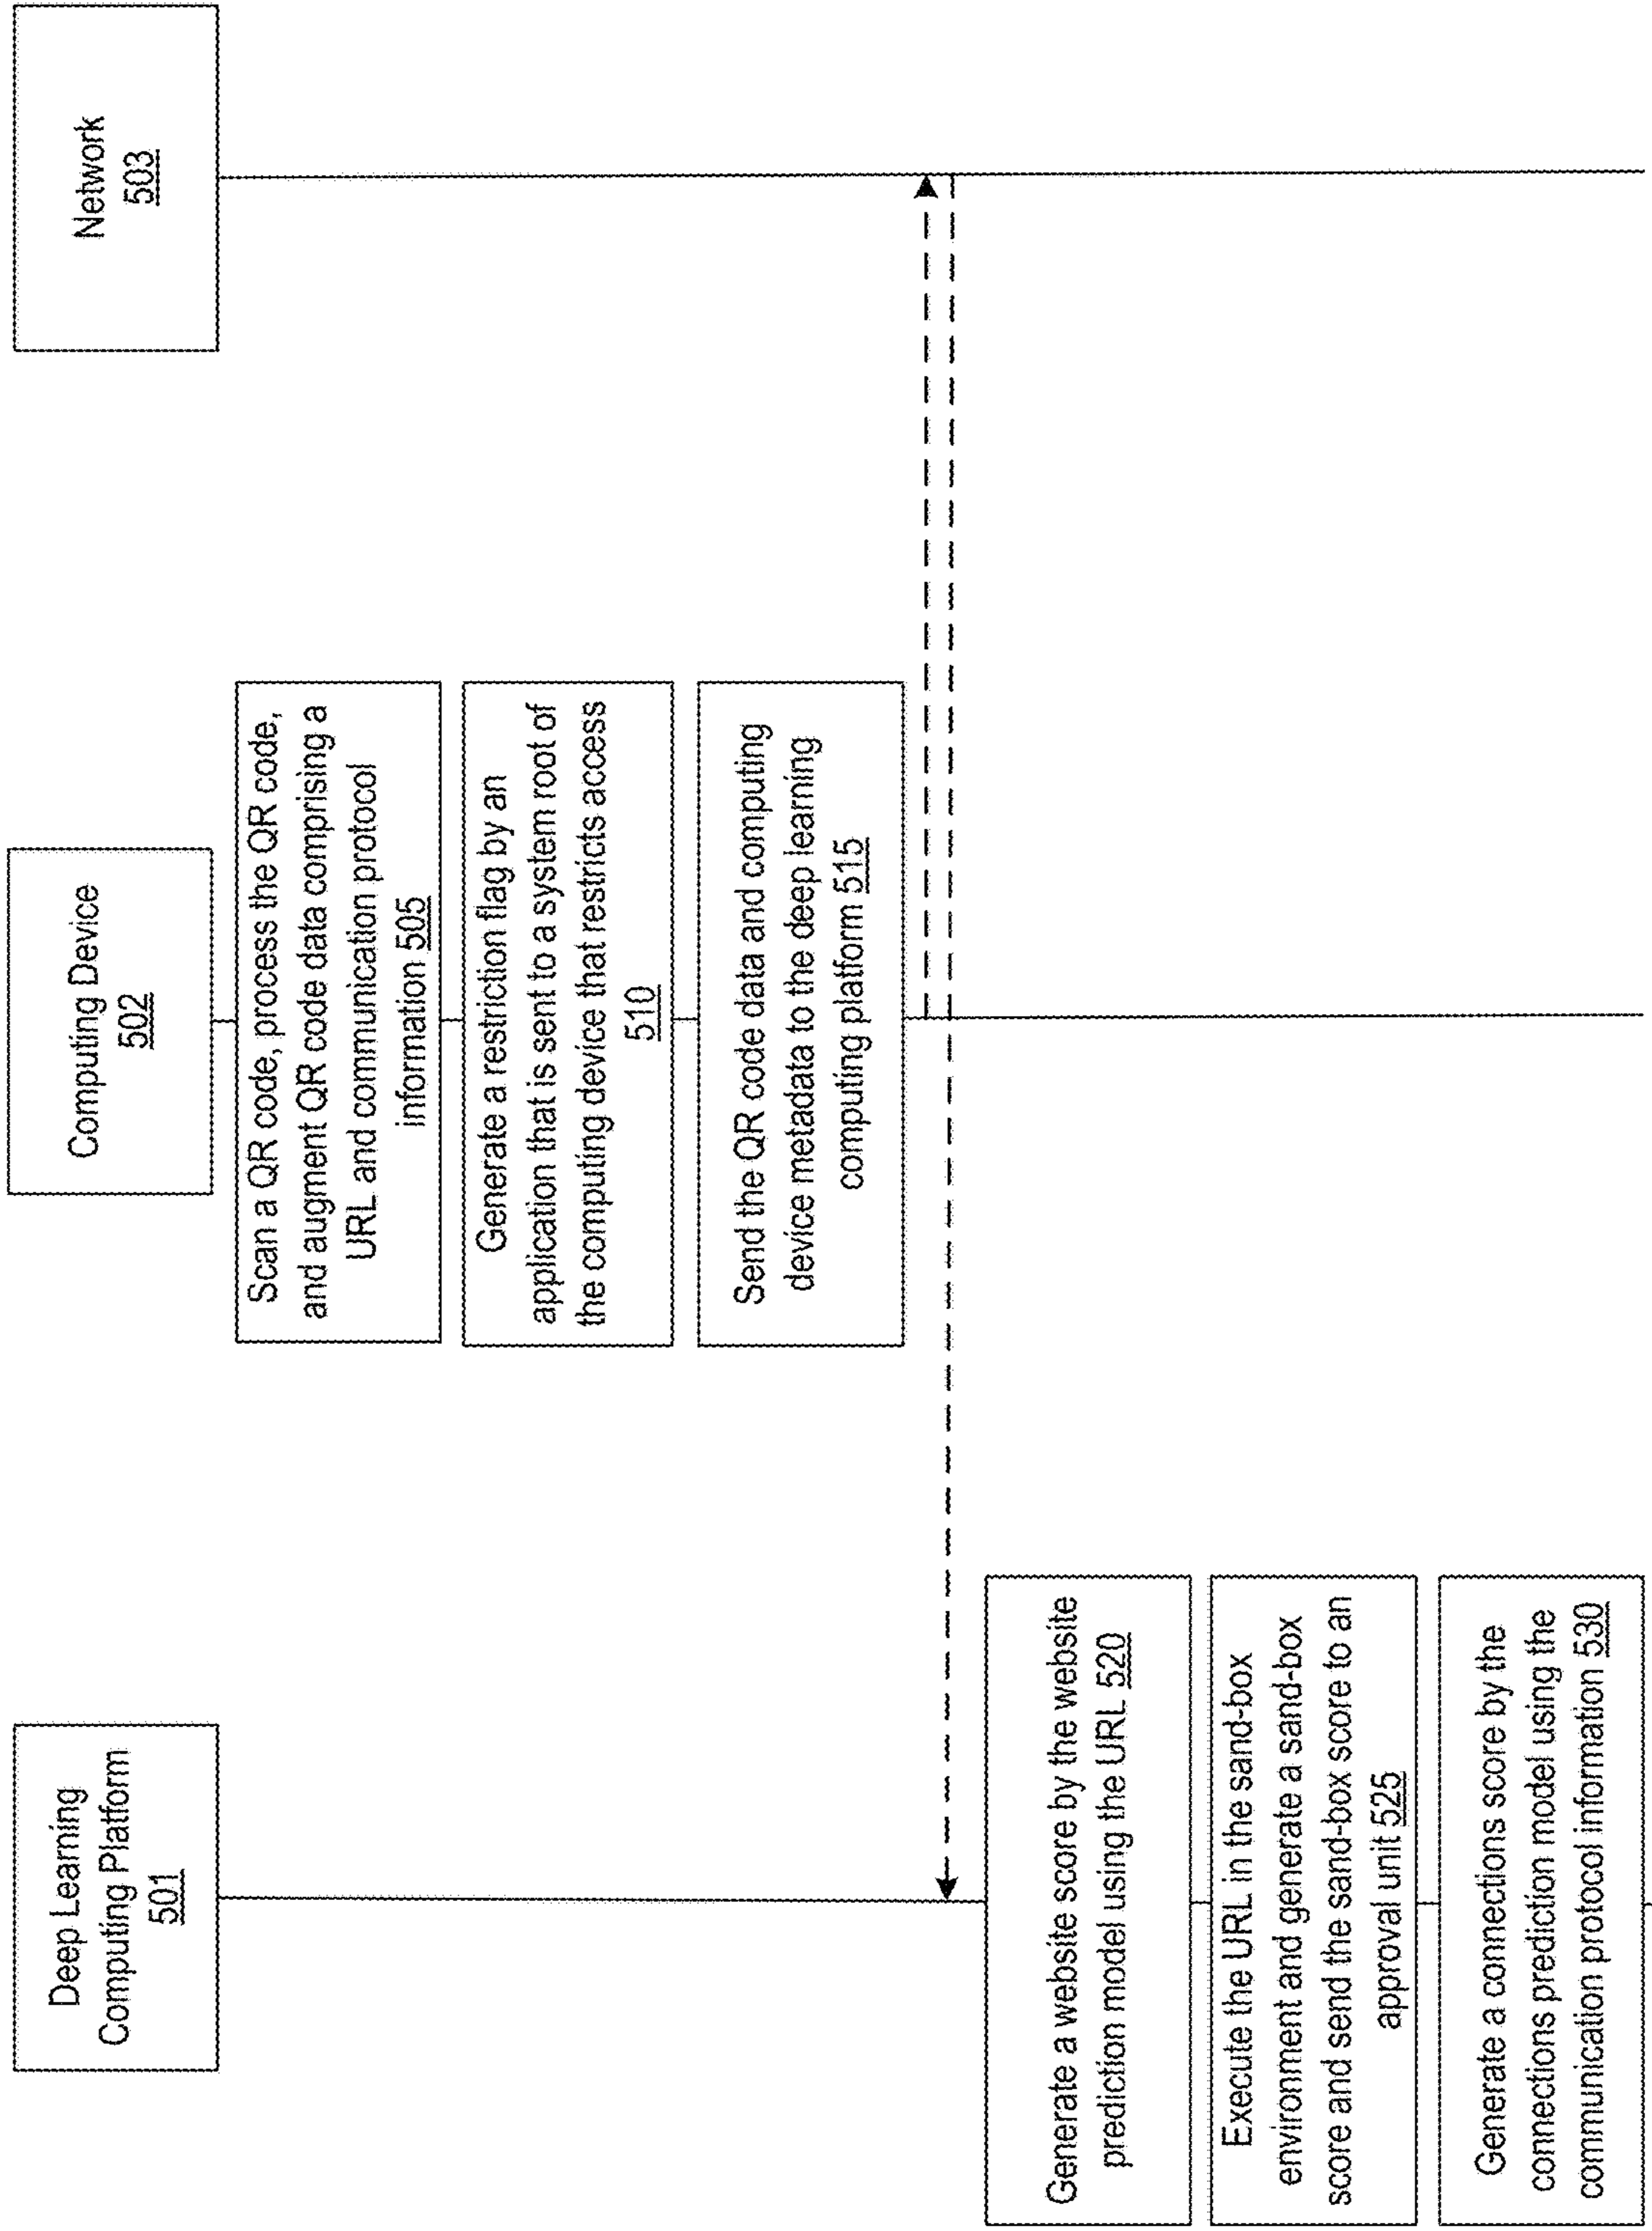 Deep Learning
Computing Platform
501
Computing Device
502
Network
503
Scan a QR code, process the QR code,
and augment QR code data comprising a
URL and communication protocol
information 505
Generate a restriction flag by an
application that is sent to a system root of
the computing device that restricts access
510
Send the QR code data and computing
device metadata to the deep learning
computing platform 515
Generate a website score by the website
prediction model using the URL 520
Execute the URL in the sand-box
environment and generate a sand-box
score and send the sand-box score to an
approval unit 525
Generate a connections score by the
connections prediction model using the
communication protocol information 530